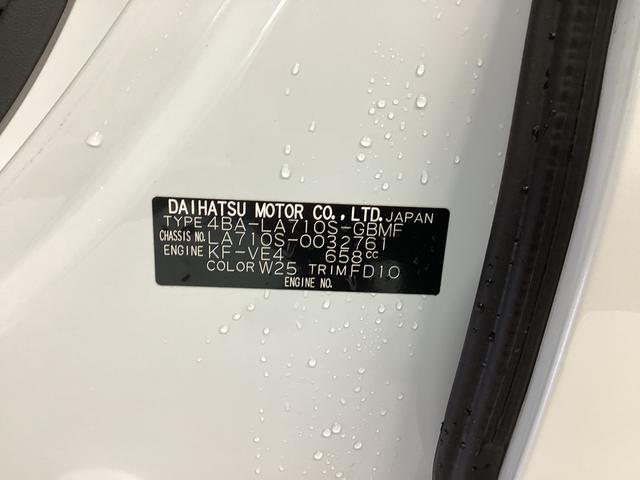 DAIHATSU MOTOR CO., LTD. JAPAN
TYPE 4BA-LA710S-GBMF
CHASSIS NO. LA710S-0032761
ENGINE KF-VE4 658cc
COLOR W25 TRIM FD10
ENGINE NO.